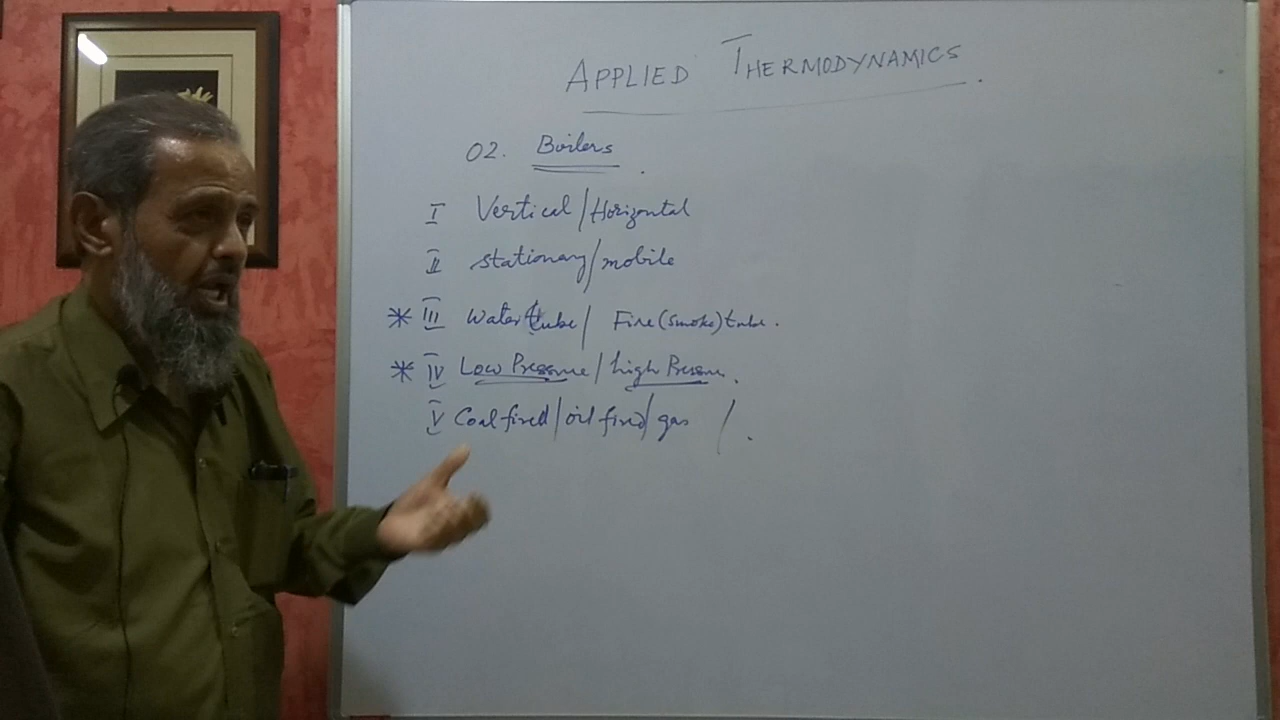 APPLIED THERMODYNAMICS.
02. Boilers.
I Vertical/Horizontal
II Stationary/mobile
* III Water tube/ Fire(smoke)tube.
* IV Low Pressure/high Pressure.
V Coal fired/oil fired/gas /.